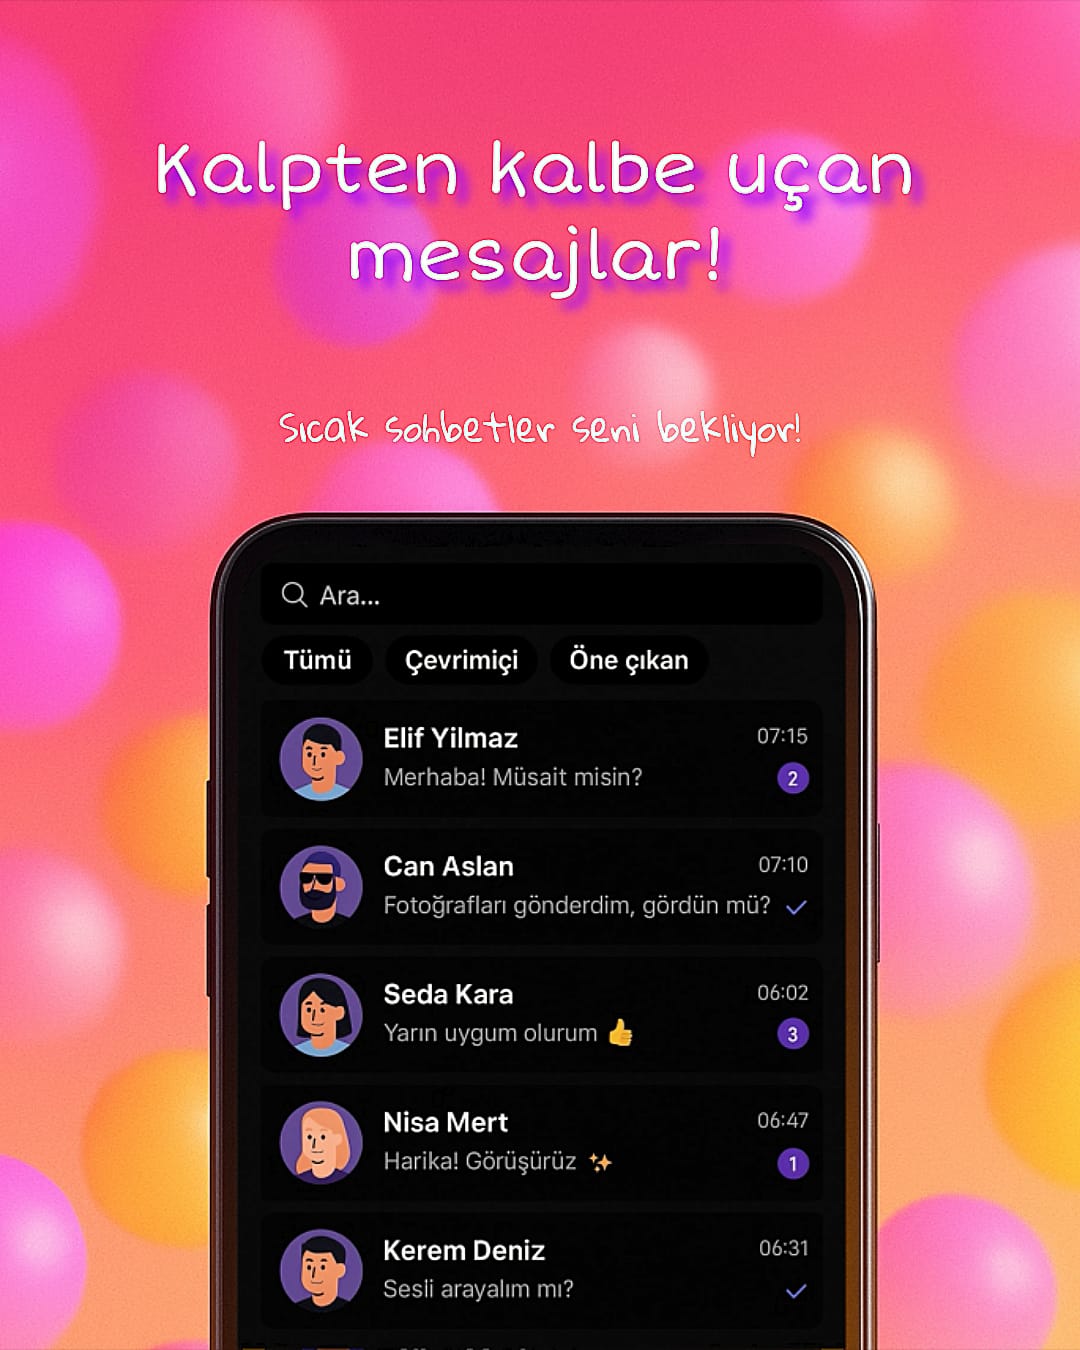 Kalpten kalbe uçan
mesajlar!
Sıcak sohbetler seni bekliyor!
Ara...
Tümü Çevrimiçi Öne çıkan
Elif Yilmaz 07:15
Merhaba! Müsait misin? 2
Can Aslan 07:10
Fotoğrafları gönderdim, gördün mü?
Seda Kara 06:02
Yarın uygum olurum 👍 3
Nisa Mert 06:47
Harika! Görüşürüz ✨ 1
Kerem Deniz 06:31
Sesli arayalım mı?